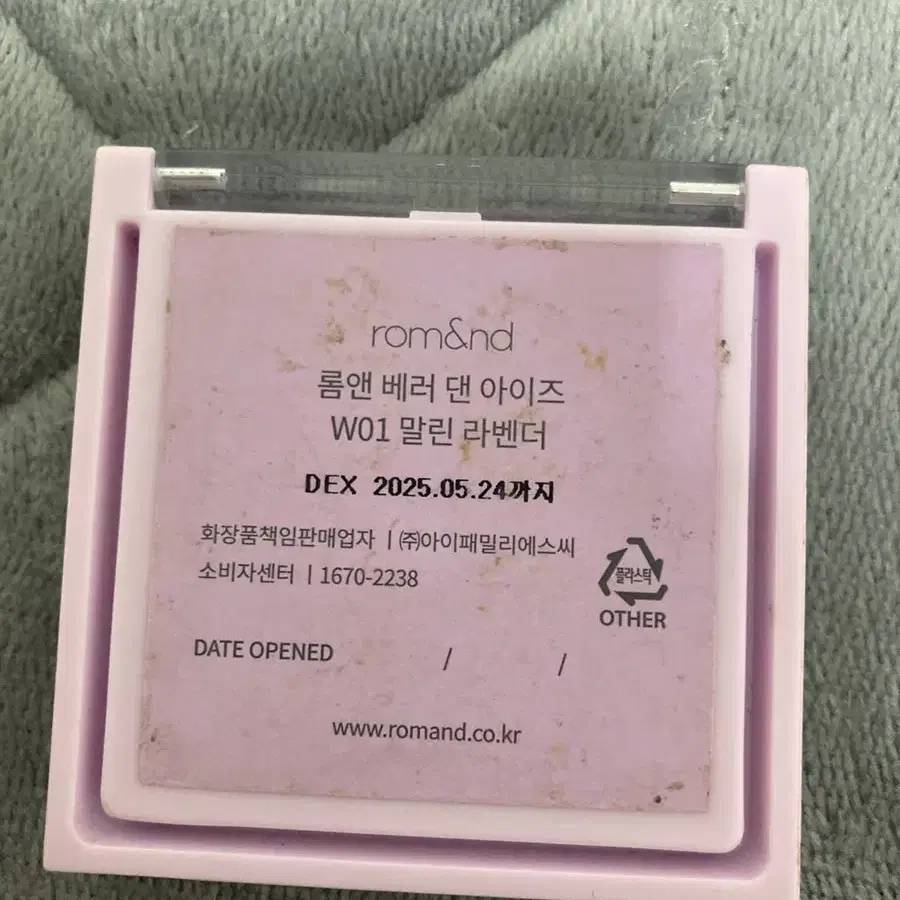 rom&nd
롬앤 베러 댄 아이즈
W01 말린 라벤더
DEX 2025.05.24까지
화장품책임판매업자 ㅣ㈜아이패밀리에스씨
소비자센터 ㅣ1670-2238
플라스틱
OTHER
DATE OPENED / /
www.romand.co.kr